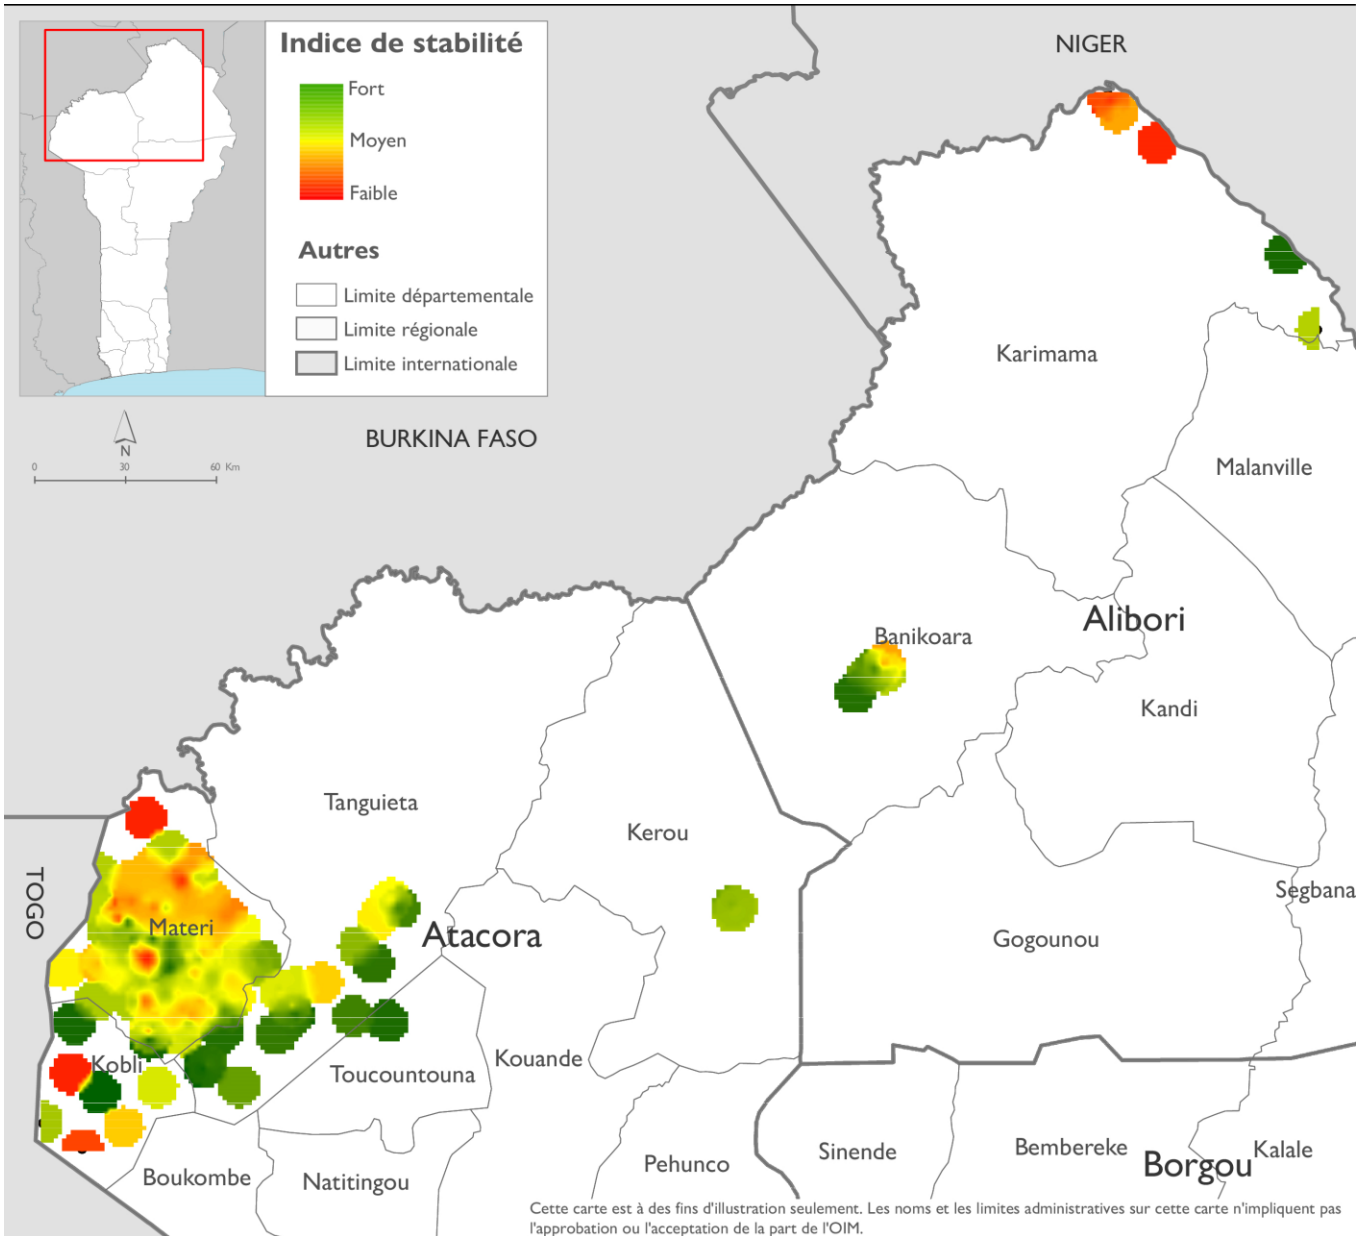 Indice de stabilité
Fort
Moyen
Faible
Autres
Limite départementale
Limite régionale
Limite internationale
N
0 30 60 Km
NIGER
BURKINA FASO
TOGO
Karimama
Malanville
Banikoara
Alibori
Kandi
Tanguieta
Kerou
Segbana
Materi
Atacora
Gogounou
Kobli
Toucountouna
Kouande
Boukombe
Natitingou
Pehunco
Sinende
Bembereke
Borgou
Kalale
Cette carte est à des fins d'illustration seulement. Les noms et les limites administratives sur cette carte n'impliquent pas
l'approbation ou l'acceptation de la part de l'OIM.